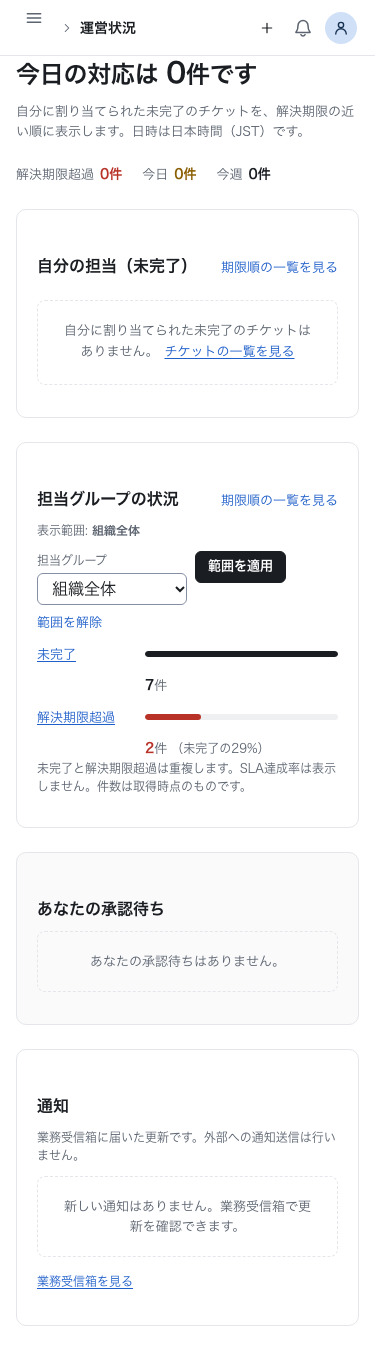 運営状況
今日の対応は 0件です
自分に割り当てられた未完了のチケットを、解決期限の近
い順に表示します。日時は日本時間（JST）です。
解決期限超過 0件 今日 0件 今週 0件
自分の担当（未完了） 期限順の一覧を見る
自分に割り当てられた未完了のチケットは
ありません。 チケットの一覧を見る
担当グループの状況 期限順の一覧を見る
表示範囲: 組織全体
担当グループ
組織全体 範囲を適用
範囲を解除
未完了
7件
解決期限超過
2件 （未完了の29%）
未完了と解決期限超過は重複します。SLA達成率は表示
しません。件数は取得時点のものです。
あなたの承認待ち
あなたの承認待ちはありません。
通知
業務受信箱に届いた更新です。外部への通知送信は行い
ません。
新しい通知はありません。業務受信箱で更
新を確認できます。
業務受信箱を見る